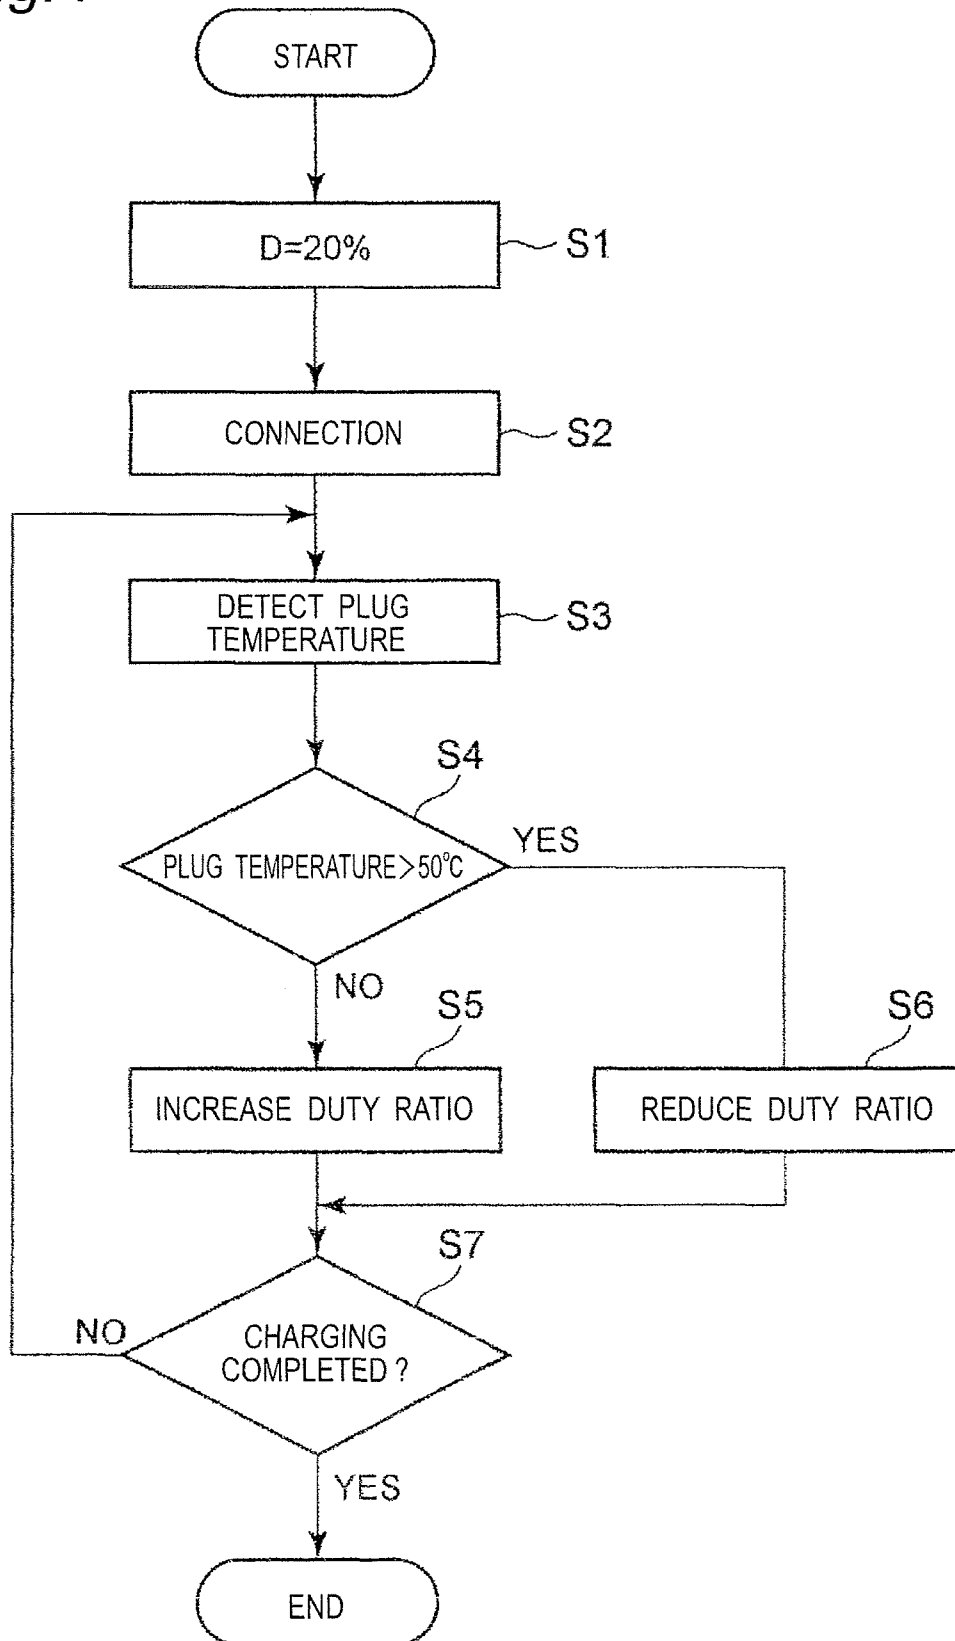 START
D=20%
S1
CONNECTION
S2
DETECT PLUG
TEMPERATURE
S3
S4
PLUG TEMPERATURE>50°C
YES
NO
S5
S6
INCREASE DUTY RATIO
REDUCE DUTY RATIO
S7
NO
CHARGING
COMPLETED ?
YES
END